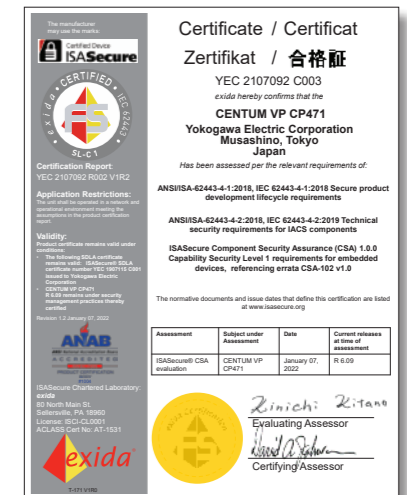 The manufacturer
may use the marks:
Certified Device
ISASecure
CERTIFIED
exida
IEC 62443
FS
SL-C 1
Certification Report:
YEC 2107092 R002 V1R2
Application Restrictions:
The unit shall be operated in a network and
operational environment meeting the
assumptions in the product certification
report
Validity:
Product certificate remains valid under
conditions:
• The following SDLA certificate
remains valid: ISASecure® SDLA
certificate number YEC 1807110 C001
issued to Yokogawa Electric
Corporation
• CENTUM VP CP471
R 6.09 remains under security
management practices thereby
certified
Revision 1.2 January 07, 2022
ANAB
ANSI National Accreditation Board
ACCREDITED
PRODUCT CERTIFICATION
ISASecure Chartered Laboratory:
exida
80 North Main St.
Sellersville, PA 18960
License: ISCI-CL0001
ACLASS Cert No: AT-1531
exida
T-171 V1R0
Certificate / Certificat
Zertifikat / 合格証
YEC 2107092 C003
exida hereby confirms that the
CENTUM VP CP471
Yokogawa Electric Corporation
Musashino, Tokyo
Japan
Has been assessed per the relevant requirements of:
ANSI/ISA-62443-4-1:2018, IEC 62443-4-1:2018 Secure product
development lifecycle requirements
ANSI/ISA-62443-4-2:2018, IEC 62443-4-2:2019 Technical
security requirements for IACS components
ISASecure Component Security Assurance (CSA) 1.0.0
Capability Security Level 1 requirements for embedded
devices, referencing errata CSA-102 v1.0
The normative documents and issue dates that define this certification are listed
at www.isasecure.org
Assessment Subject under Assessment Date Current releases at time of assessment
ISASecure® CSA evaluation CENTUM VP CP471 January 07, 2022 R 6.09
Kinichi Kitano
Evaluating Assessor
Certifying Assessor